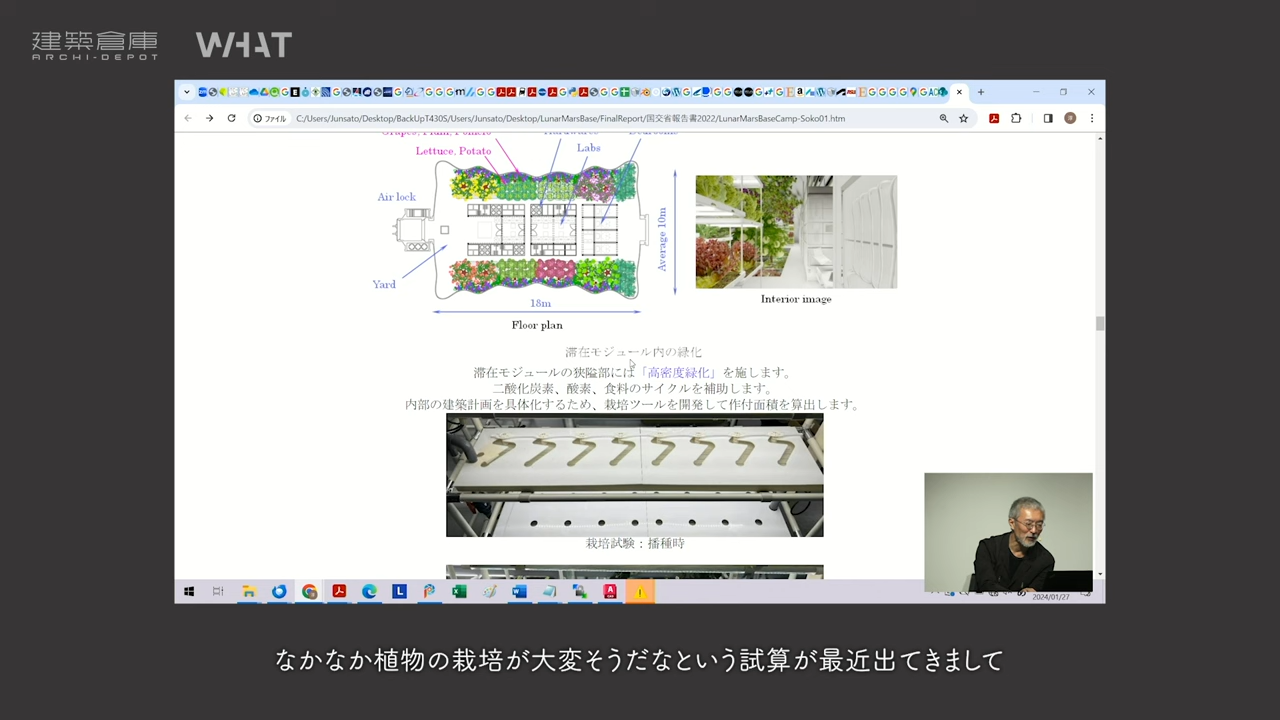 建築倉庫
ARCHI-DEPOT
WHAT
ファイル
C:/Users/Junsato/Desktop/BackUpT430S/Users/Junsato/Desktop/LunarMarsBase/FinalReport/国交省報告書2022/LunarMarsBaseCamp-Soko01.htm
Grapes, Plum, Pomelo
Lettuce, Potato
Labs
Air lock
Yard
Average 10m
18m
Floor plan
Interior image
滞在モジュール内の緑化
滞在モジュールの狭隘部には「高密度緑化」を施します。
二酸化炭素、酸素、食料のサイクルを補助します。
内部の建築計画を具体化するため、栽培ツールを開発して作付面積を算出します。
栽培試験：播種時
2024/01/27
なかなか植物の栽培が大変そうだなという試算が最近出てきまして